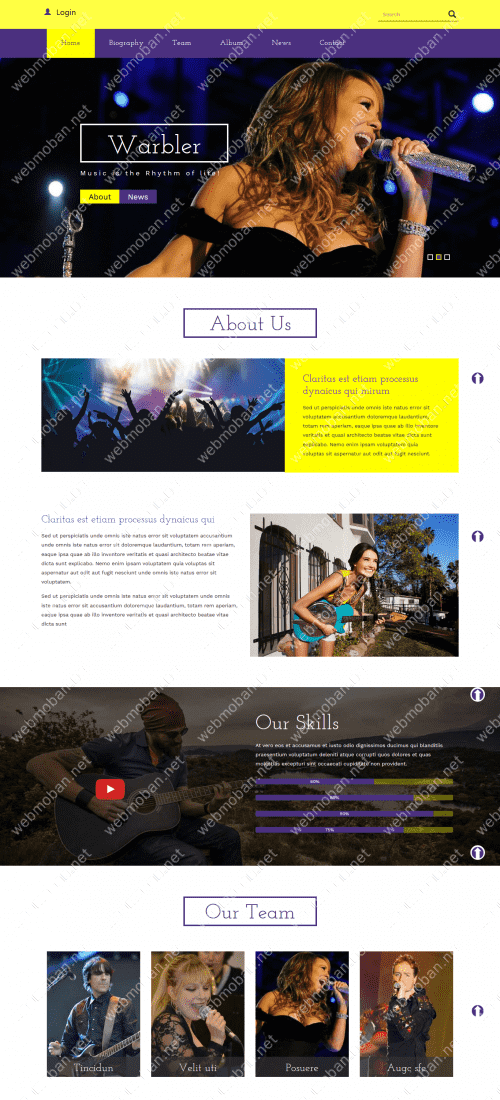 Login
Search
Home Biography Team Album News Contact
Warbler
Music is the Rhythm of life!
About News
About Us
Claritas est etiam processus
dynaicus qui mirum
Sed ut perspiciatis unde omnis iste natus error sit
voluptatem accusantium doloremque laudantium,
totam rem aperiam, eaque ipsa quae ab illo inventore
veritatis et quasi architecto beatae vitae dicta sunt
explicabo. Nemo enim ipsam voluptatem quia
voluptas sit aspernatur aut odit aut fugit nesciunt.
Claritas est etiam processus dynaicus qui
Sed ut perspiciatis unde omnis iste natus error sit voluptatem accusantium
unde omnis iste natus error sit doloremque laudantium, totam rem aperiam,
eaque ipsa quae ab illo inventore veritatis et quasi architecto beatae vitae
dicta sunt explicabo. Nemo enim ipsam voluptatem quia voluptas sit
aspernatur aut odit aut fugit nesciunt unde omnis iste natus error sit
voluptatem.
Sed ut perspiciatis unde omnis iste natus error sit voluptatem unde omnis
iste natus error sit accusantium doloremque laudantium, totam rem aperiam,
eaque ipsa quae ab illo inventore veritatis et quasi architecto beatae vitae
dicta sunt
Our Skills
At vero eos et accusamus et iusto odio dignissimos ducimus qui blanditiis
praesentium voluptatum deleniti atque corrupti quos dolores et quas
molestias excepturi sint occaecati cupiditate non provident.
60%
90%
75%
Our Team
Tincidun Velit uti Posuere Augc sfe
webmoban.net